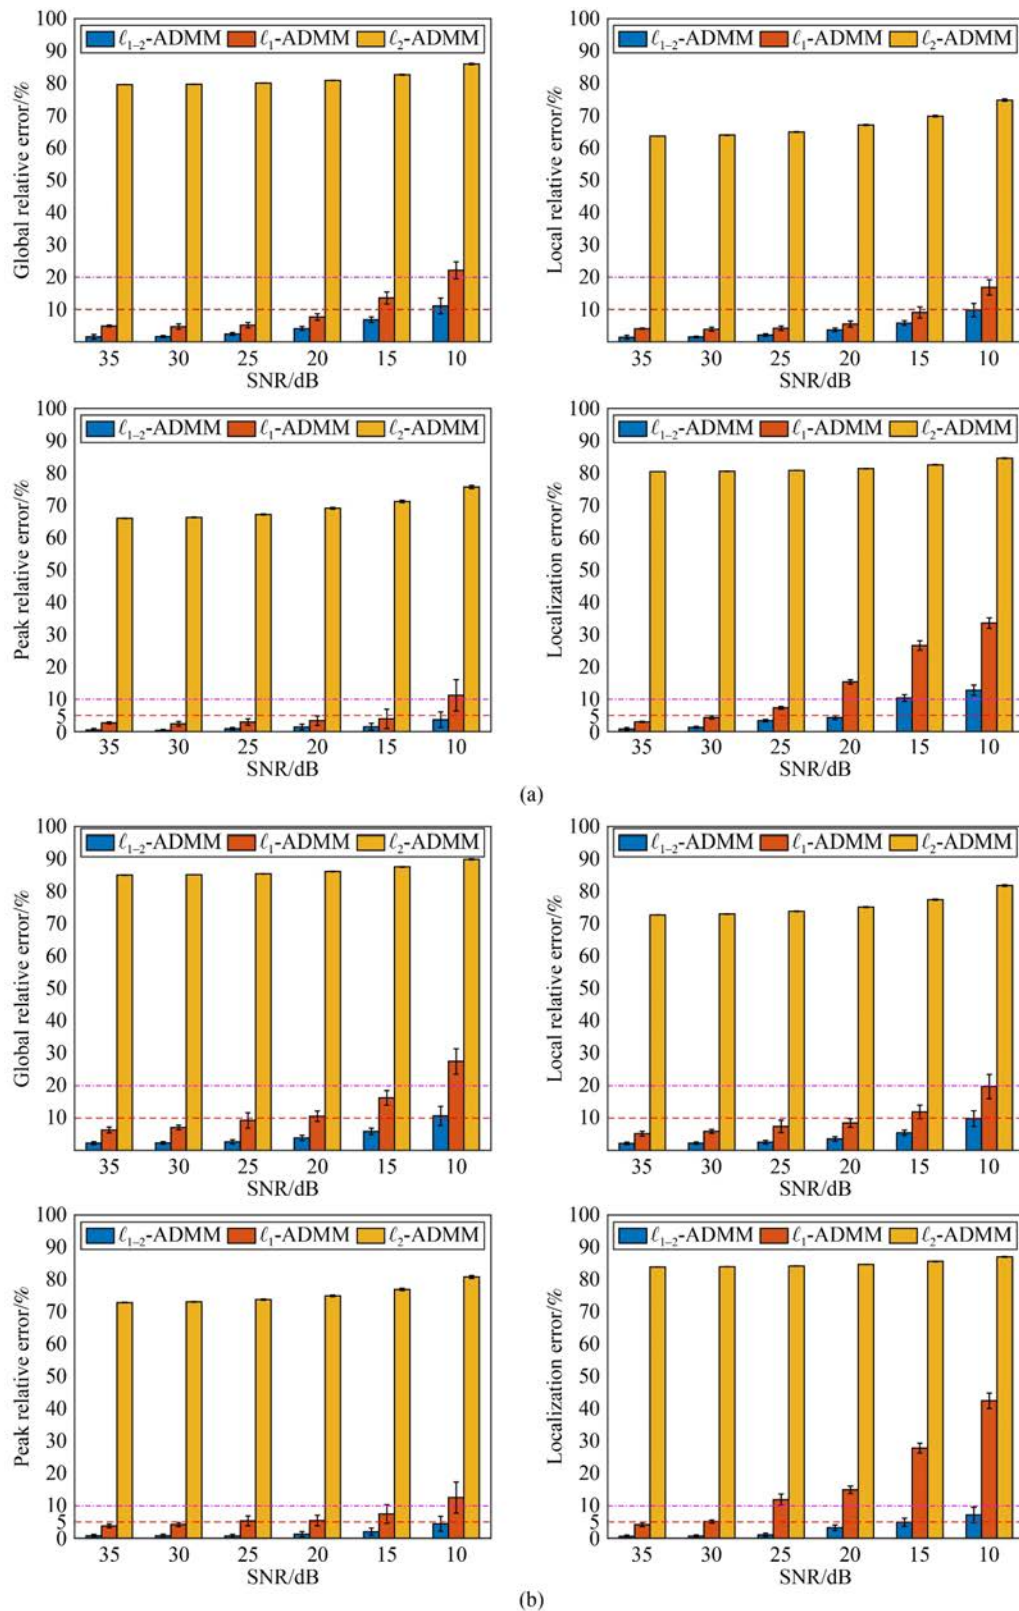 100
90
80
70
60
50
40
30
20
10
Global relative error/%
ℓ₁₋₂-ADMM ℓ₁-ADMM ℓ₂-ADMM
35 30 25 20 15 10
SNR/dB
100
90
80
70
60
50
40
30
20
10
Local relative error/%
ℓ₁₋₂-ADMM ℓ₁-ADMM ℓ₂-ADMM
35 30 25 20 15 10
SNR/dB
100
90
80
70
60
50
40
30
20
10
5
0
Peak relative error/%
ℓ₁₋₂-ADMM ℓ₁-ADMM ℓ₂-ADMM
35 30 25 20 15 10
SNR/dB
100
90
80
70
60
50
40
30
20
10
5
0
Localization error/%
ℓ₁₋₂-ADMM ℓ₁-ADMM ℓ₂-ADMM
35 30 25 20 15 10
SNR/dB
(a)
100
90
80
70
60
50
40
30
20
10
Global relative error/%
ℓ₁₋₂-ADMM ℓ₁-ADMM ℓ₂-ADMM
35 30 25 20 15 10
SNR/dB
100
90
80
70
60
50
40
30
20
10
Local relative error/%
ℓ₁₋₂-ADMM ℓ₁-ADMM ℓ₂-ADMM
35 30 25 20 15 10
SNR/dB
100
90
80
70
60
50
40
30
20
10
5
0
Peak relative error/%
ℓ₁₋₂-ADMM ℓ₁-ADMM ℓ₂-ADMM
35 30 25 20 15 10
SNR/dB
100
90
80
70
60
50
40
30
20
10
5
0
Localization error/%
ℓ₁₋₂-ADMM ℓ₁-ADMM ℓ₂-ADMM
35 30 25 20 15 10
SNR/dB
(b)